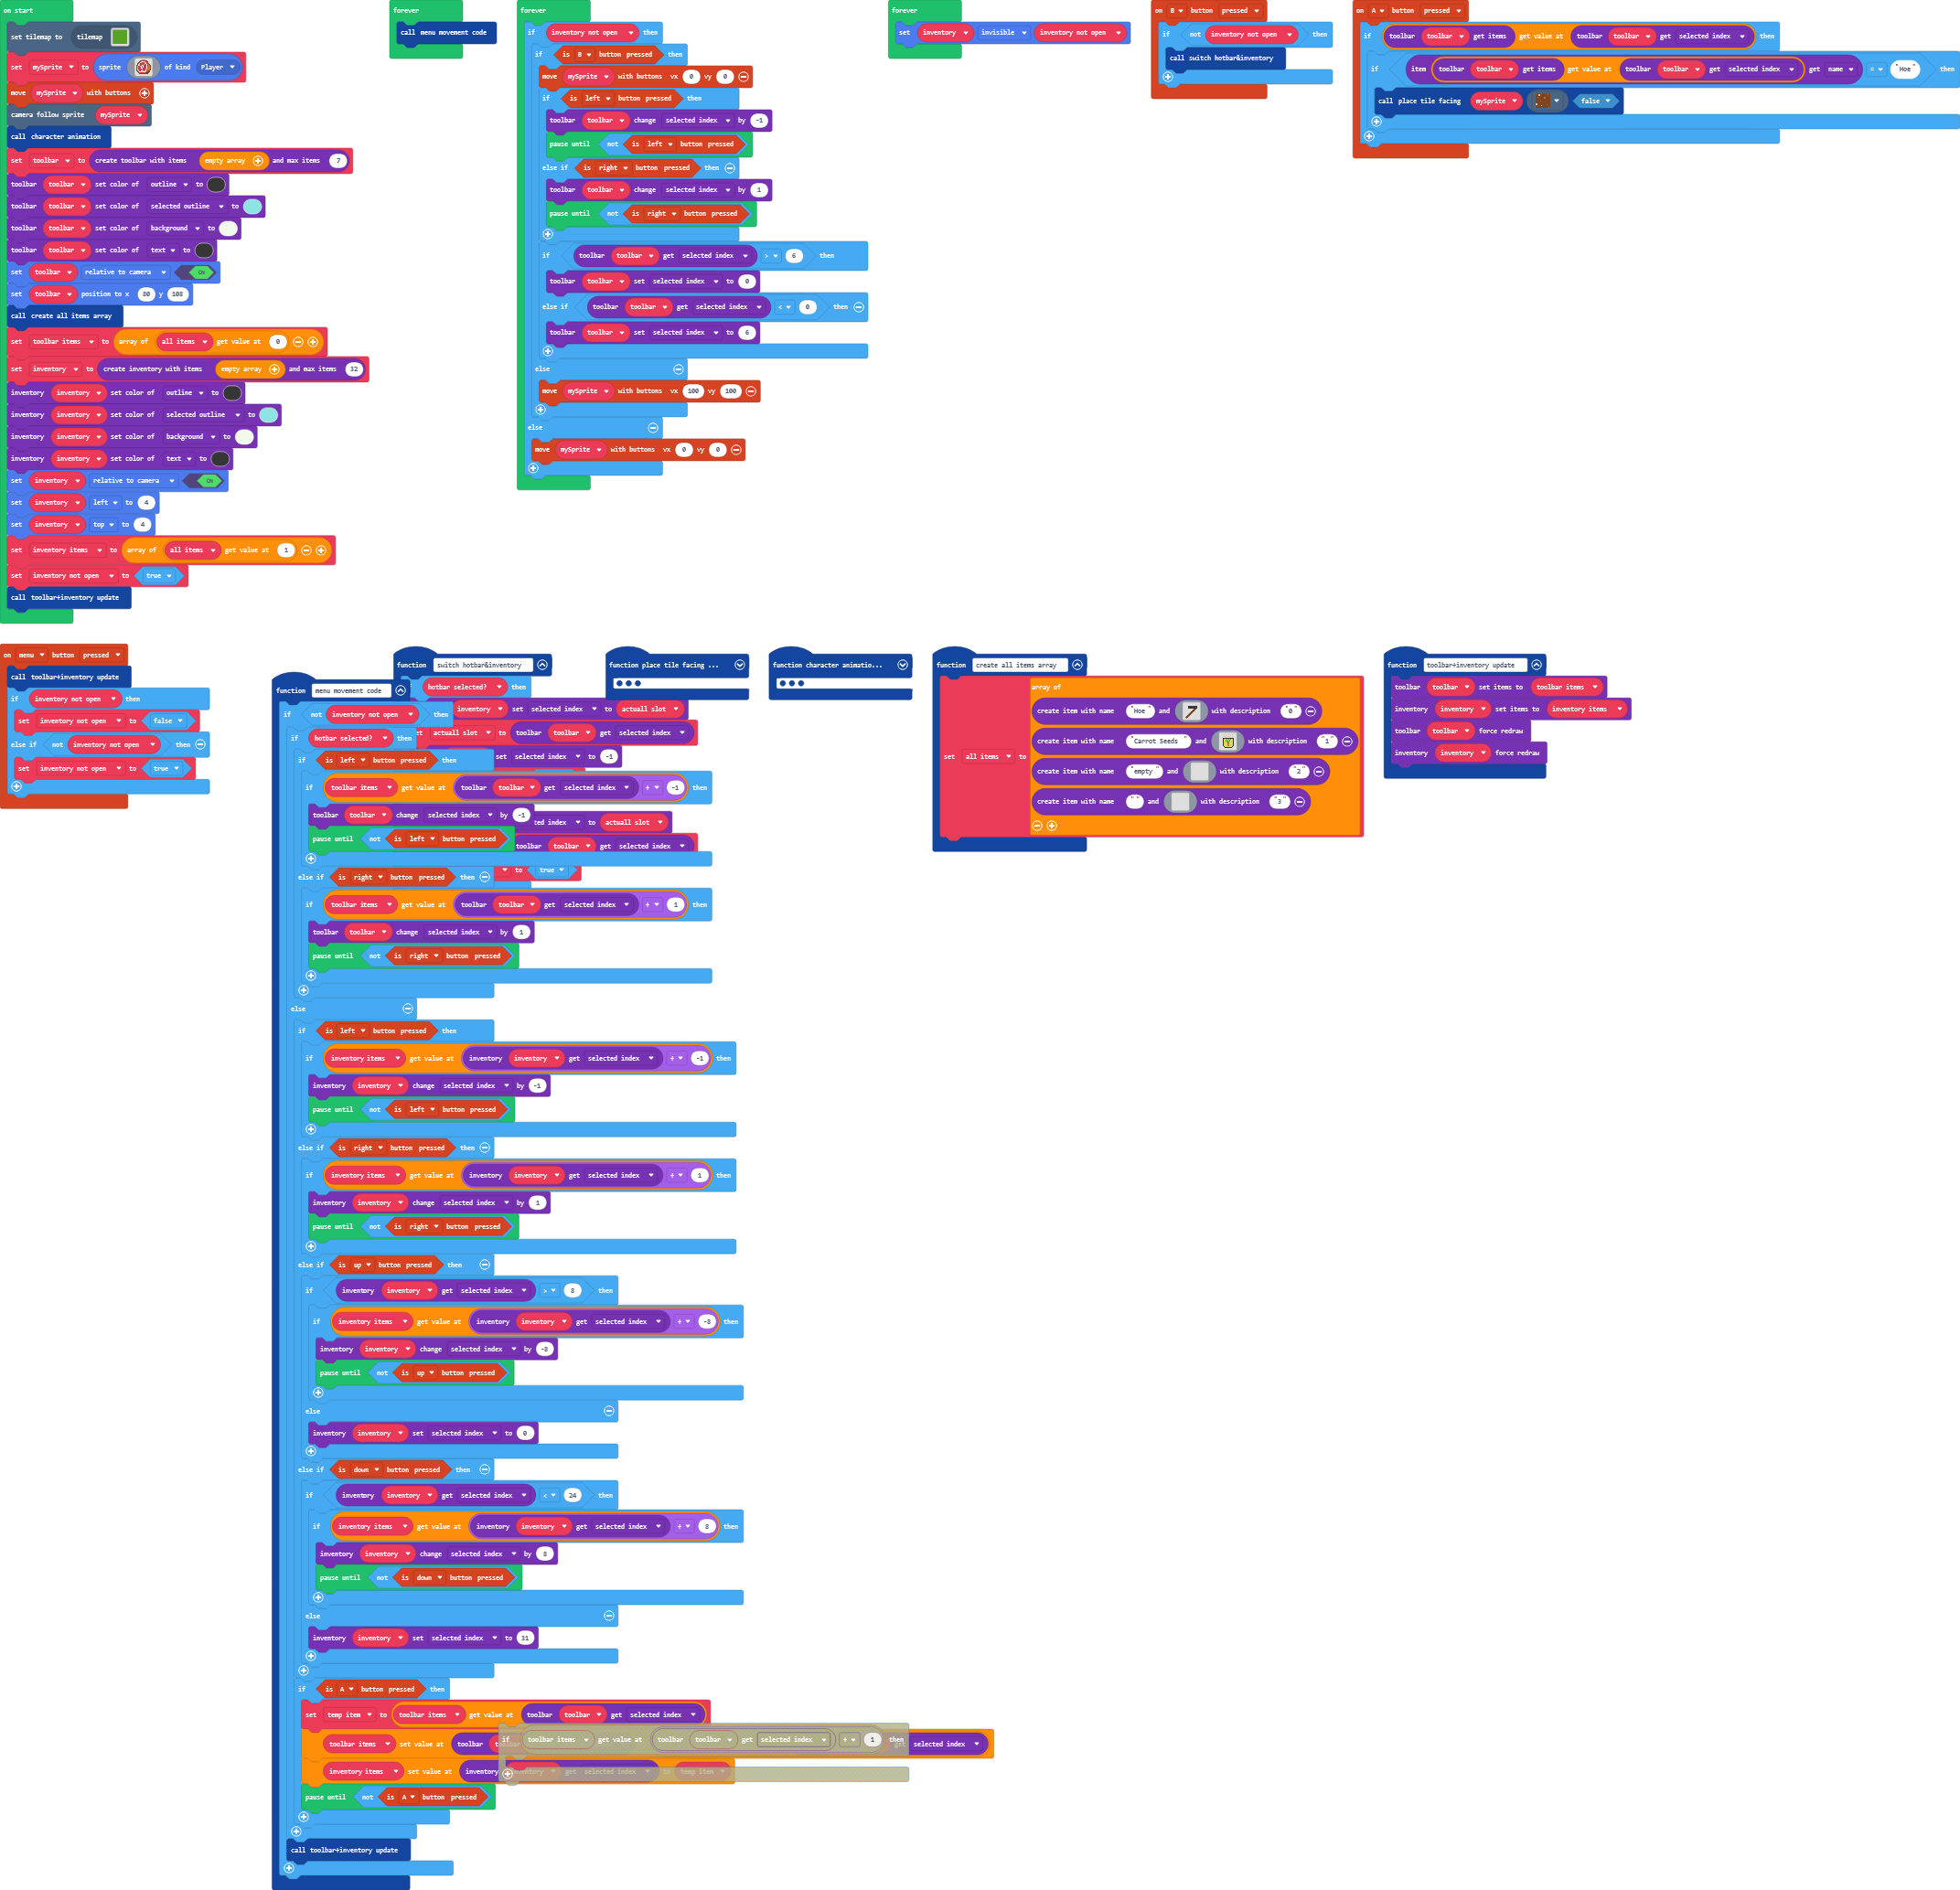 on start
set tilemap to tilemap
set mySprite to sprite of kind Player
move mySprite with buttons
camera follow sprite mySprite
call character animation
set toolbar to create toolbar with items empty array and max items 7
toolbar toolbar set color of outline to
toolbar toolbar set color of selected outline to
toolbar toolbar set color of background to
toolbar toolbar set color of text to
set toolbar relative to camera ON
set toolbar position to x 80 y 108
call create all items array
set toolbar items to array of all items get value at 0
set inventory to create inventory with items empty array and max items 32
inventory inventory set color of outline to
inventory inventory set color of selected outline to
inventory inventory set color of background to
inventory inventory set color of text to
set inventory relative to camera ON
set inventory left to 4
set inventory top to 4
set inventory items to array of all items get value at 1
set inventory not open to true
call toolbar+inventory update
forever
call menu movement code
forever
if inventory not open then
if is B button pressed then
move mySprite with buttons vx 0 vy 0
if is left button pressed then
toolbar toolbar change selected index by -1
pause until not is left button pressed
else if is right button pressed then
toolbar toolbar change selected index by 1
pause until not is right button pressed
if toolbar toolbar get selected index > 6 then
toolbar toolbar set selected index to 0
else if toolbar toolbar get selected index < 0 then
toolbar toolbar set selected index to 6
else
move mySprite with buttons vx 100 vy 100
else
move mySprite with buttons vx 0 vy 0
forever
set inventory invisible inventory not open
on B button pressed
if not inventory not open then
call switch hotbar&inventory
on A button pressed
if toolbar toolbar get items get value at toolbar toolbar get selected index then
if item toolbar toolbar get items get value at toolbar toolbar get selected index get name = "Hoe" then
call place tile facing mySprite false
on menu button pressed
call toolbar+inventory update
if inventory not open then
set inventory not open to false
else if not inventory not open then
set inventory not open to true
function switch hotbar&inventory
hotbar selected? then
inventory set selected index to actuall slot
actuall slot to toolbar toolbar get selected index
set selected index to -1
index to actuall slot
toolbar toolbar get selected index
to true
function menu movement code
if not inventory not open then
if hotbar selected? then
if is left button pressed then
if toolbar items get value at toolbar toolbar get selected index + -1 then
toolbar toolbar change selected index by -1
pause until not is left button pressed
else if is right button pressed then
if toolbar items get value at toolbar toolbar get selected index + 1 then
toolbar toolbar change selected index by 1
pause until not is right button pressed
else
if is left button pressed then
if inventory items get value at inventory inventory get selected index + -1 then
inventory inventory change selected index by -1
pause until not is left button pressed
else if is right button pressed then
if inventory items get value at inventory inventory get selected index + 1 then
inventory inventory change selected index by 1
pause until not is right button pressed
else if is up button pressed then
if inventory inventory get selected index > 8 then
if inventory items get value at inventory inventory get selected index + -8 then
inventory inventory change selected index by -8
pause until not is up button pressed
else
inventory inventory set selected index to 0
else if is down button pressed then
if inventory inventory get selected index < 24 then
if inventory items get value at inventory inventory get selected index + 8 then
inventory inventory change selected index by 8
pause until not is down button pressed
else
inventory inventory set selected index to 31
if is A button pressed then
set temp item to toolbar items get value at toolbar toolbar get selected index
toolbar items set value at toolbar get selected index
if toolbar items get value at toolbar toolbar get selected index + 1 then
inventory items set value at inventory inventory get selected index to temp item
pause until not is A button pressed
call toolbar+inventory update
function place tile facing ...
function character animatio...
function create all items array
set all items to array of
create item with name "Hoe" and with description "0"
create item with name "Carrot Seeds" and with description "1"
create item with name "empty" and with description "2"
create item with name " " and with description "3"
function toolbar+inventory update
toolbar toolbar set items to toolbar items
inventory inventory set items to inventory items
toolbar toolbar force redraw
inventory inventory force redraw